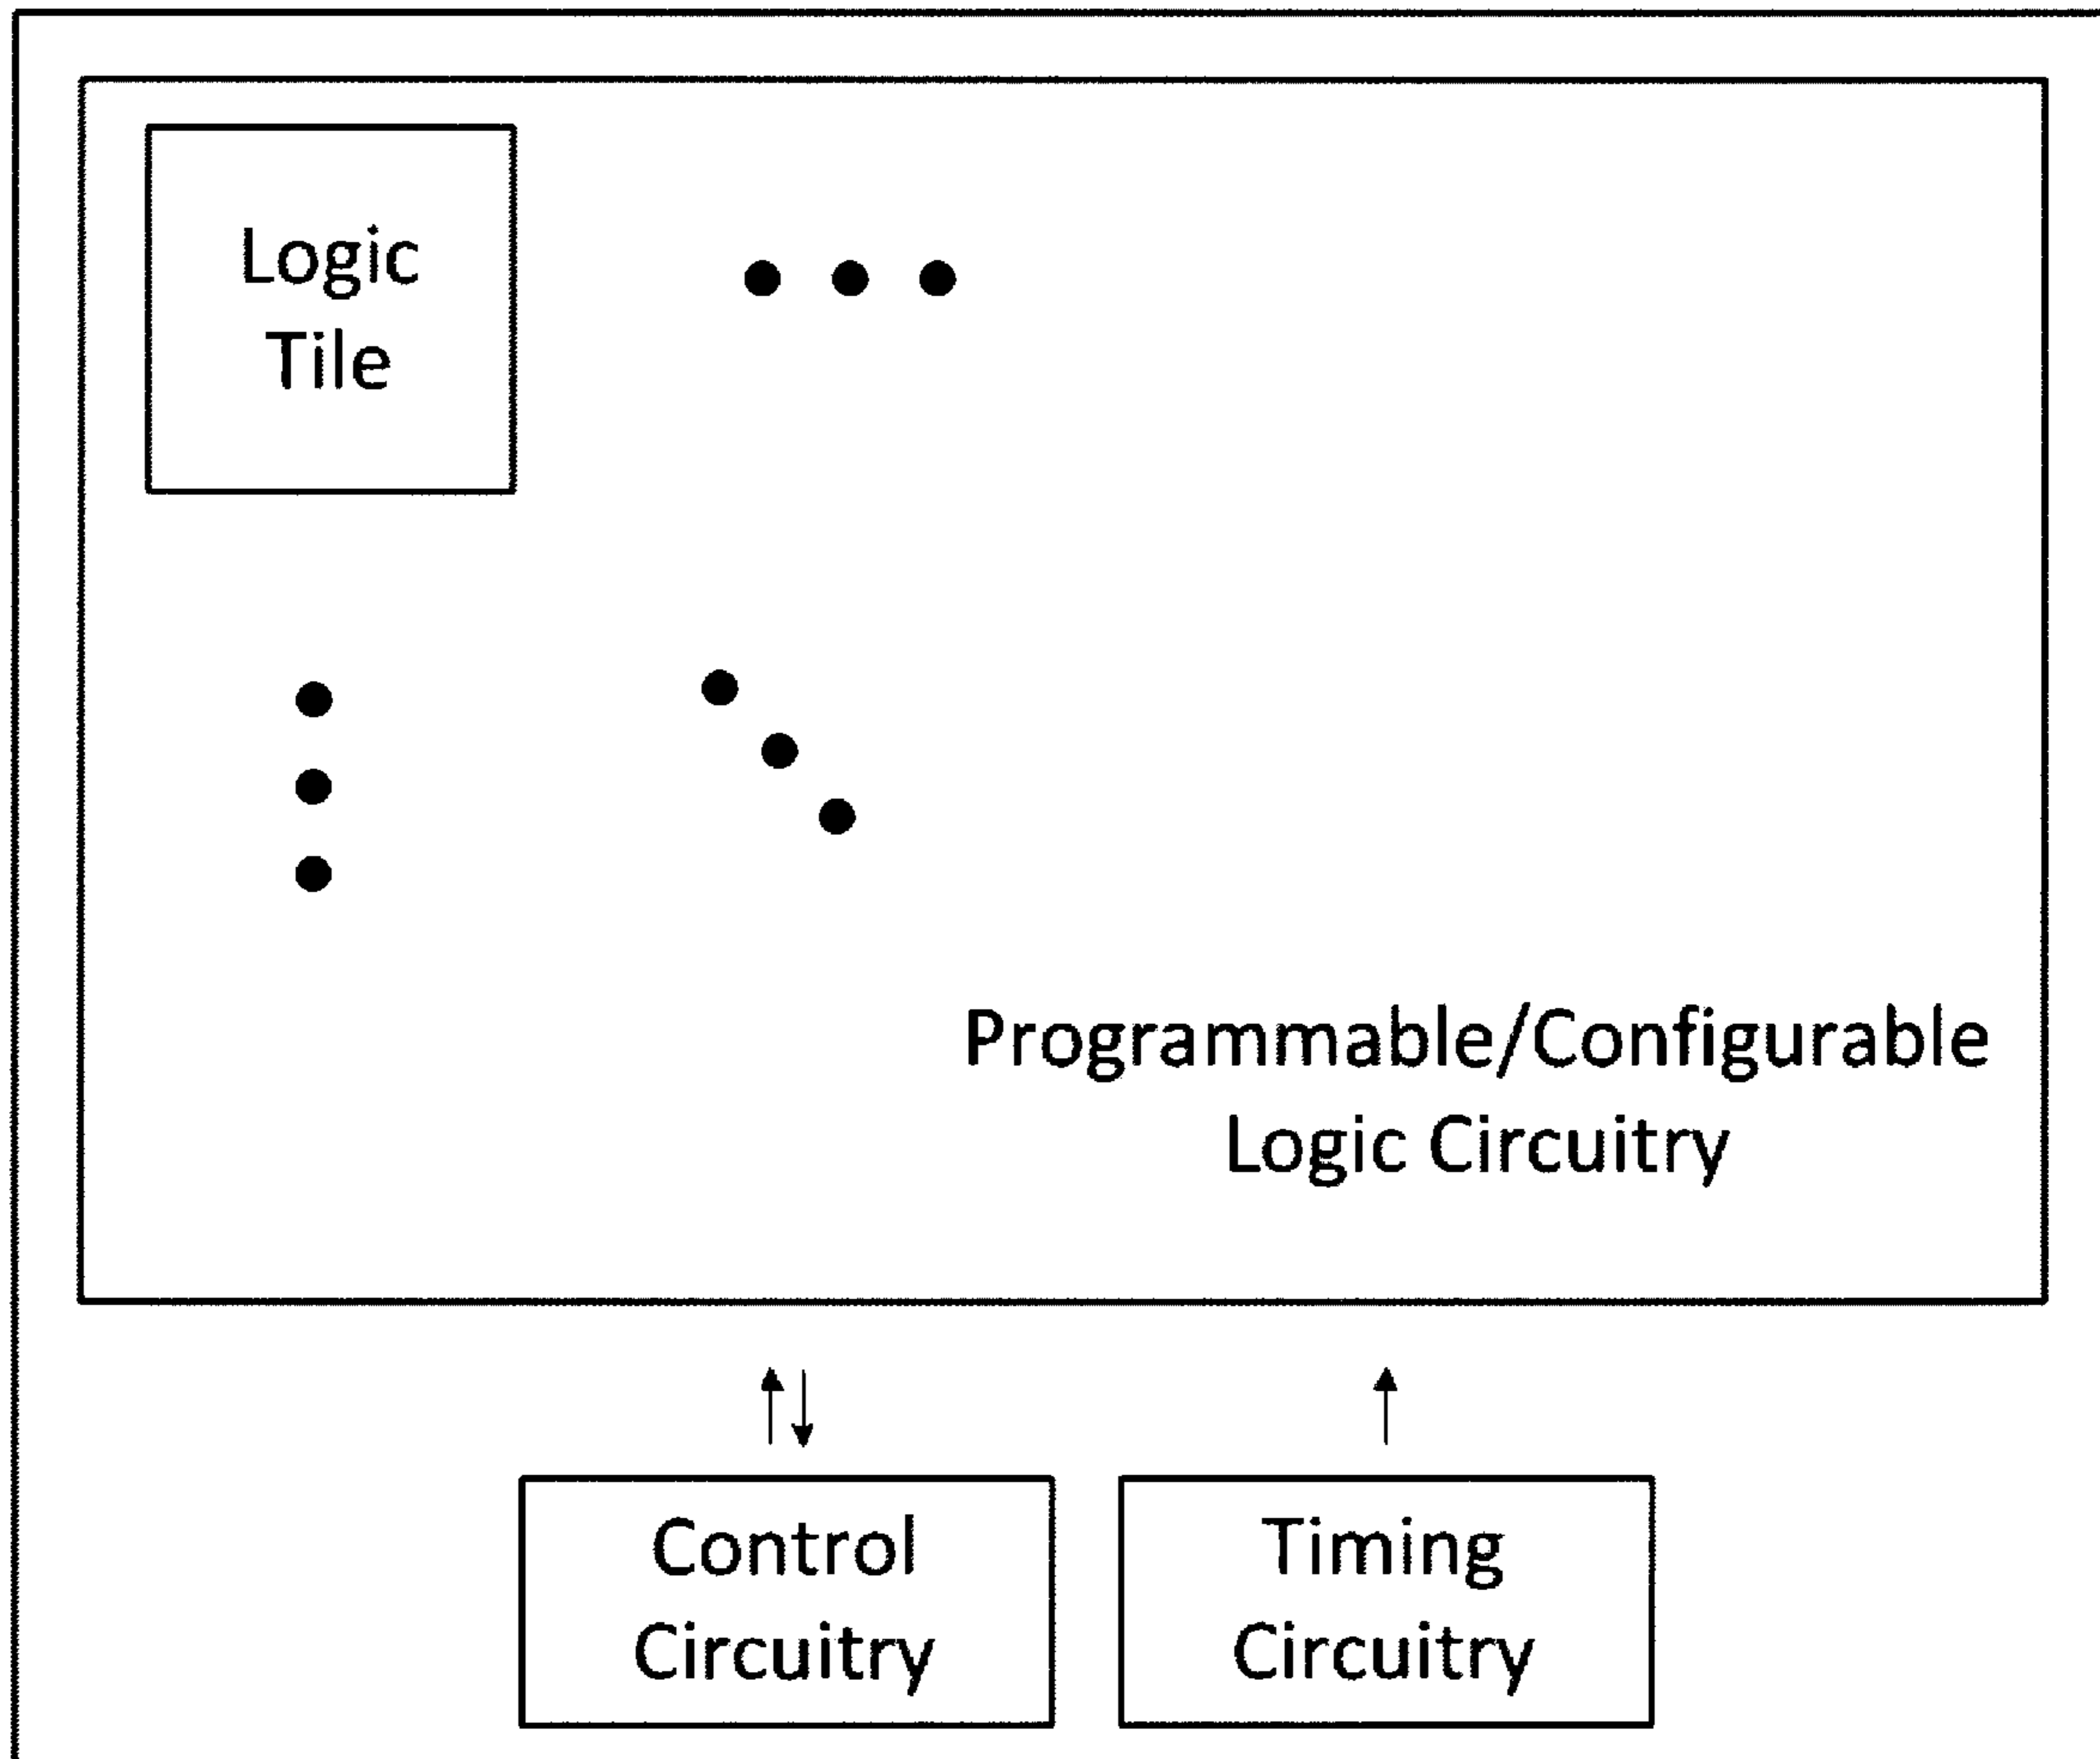 Logic
Tile
Programmable/Configurable
Logic Circuitry
Control
Circuitry
Timing
Circuitry